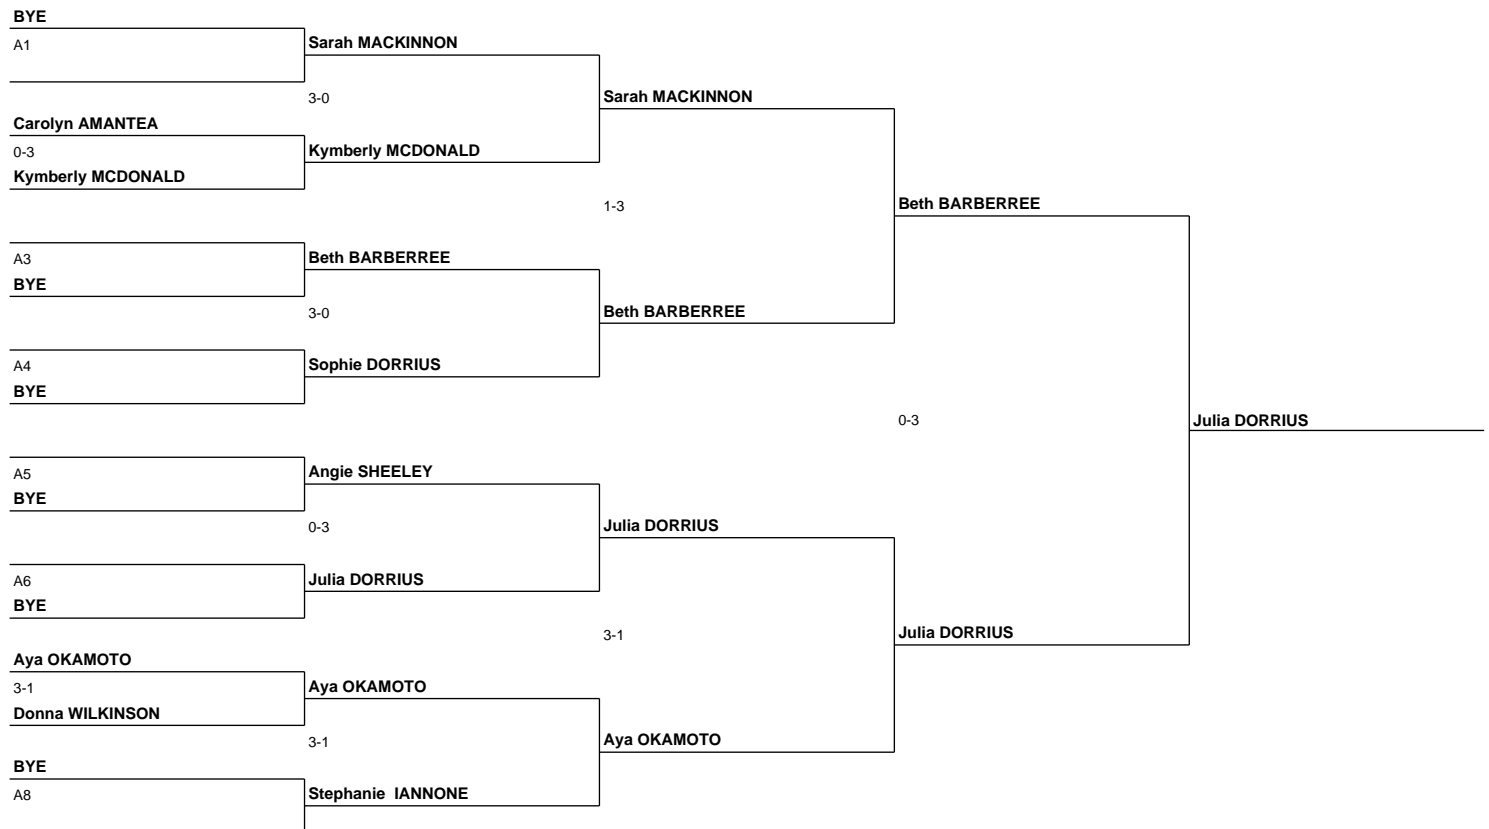 BYE
A1
Sarah MACKINNON
3-0
Sarah MACKINNON
Carolyn AMANTEA
0-3
Kymberly MCDONALD
Kymberly MCDONALD
1-3
Beth BARBERREE
A3
Beth BARBERREE
BYE
3-0
Beth BARBERREE
A4
Sophie DORRIUS
BYE
0-3
Julia DORRIUS
A5
Angie SHEELEY
BYE
0-3
Julia DORRIUS
A6
Julia DORRIUS
BYE
3-1
Julia DORRIUS
Aya OKAMOTO
3-1
Aya OKAMOTO
Donna WILKINSON
3-1
Aya OKAMOTO
BYE
A8
Stephanie IANNONE